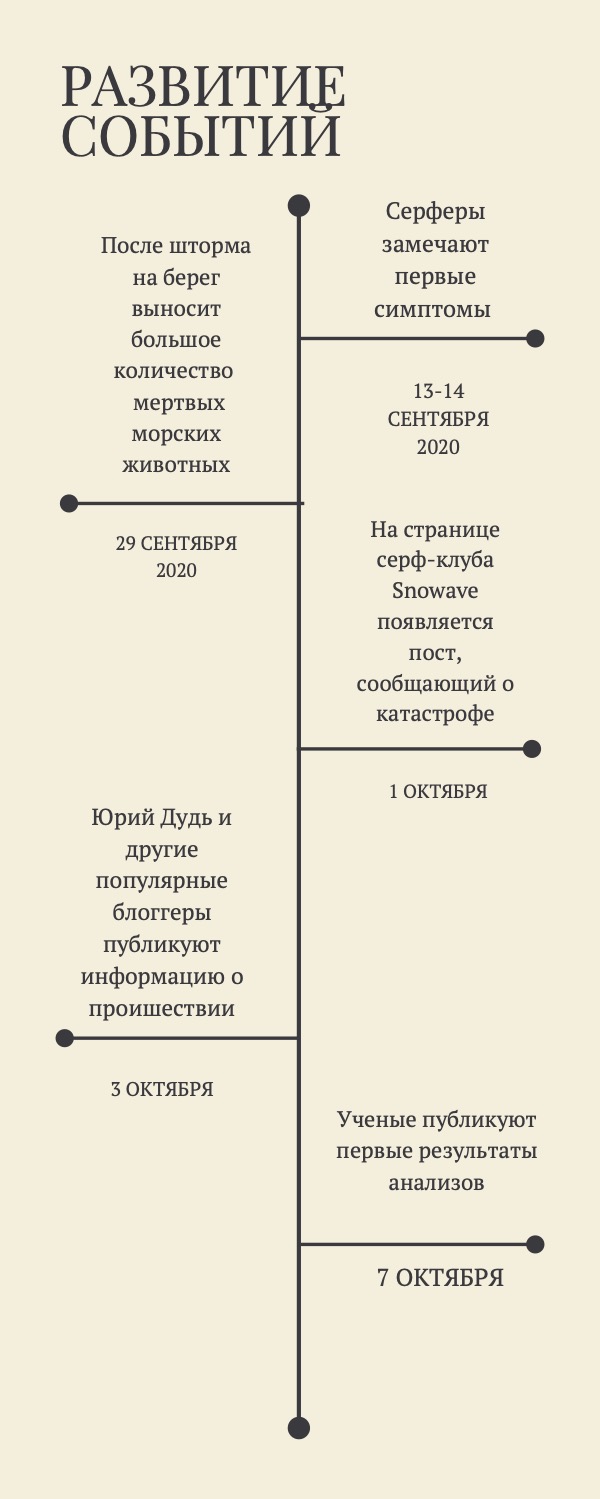 РАЗВИТИЕ
СОБЫТИЙ
Серферы
замечают
первые
симптомы
13-14
СЕНТЯБРЯ
2020
После шторма
на берег
выносит
большое
количество
мертвых
морских
животных
29 СЕНТЯБРЯ
2020
На странице
серф-клуба
Snowave
появляется
пост,
сообщающий о
катастрофе
1 ОКТЯБРЯ
Юрий Дудь и
другие
популярные
блоггеры
публикуют
информацию о
проишествии
3 ОКТЯБРЯ
Ученые публикуют
первые результаты
анализов
7 ОКТЯБРЯ